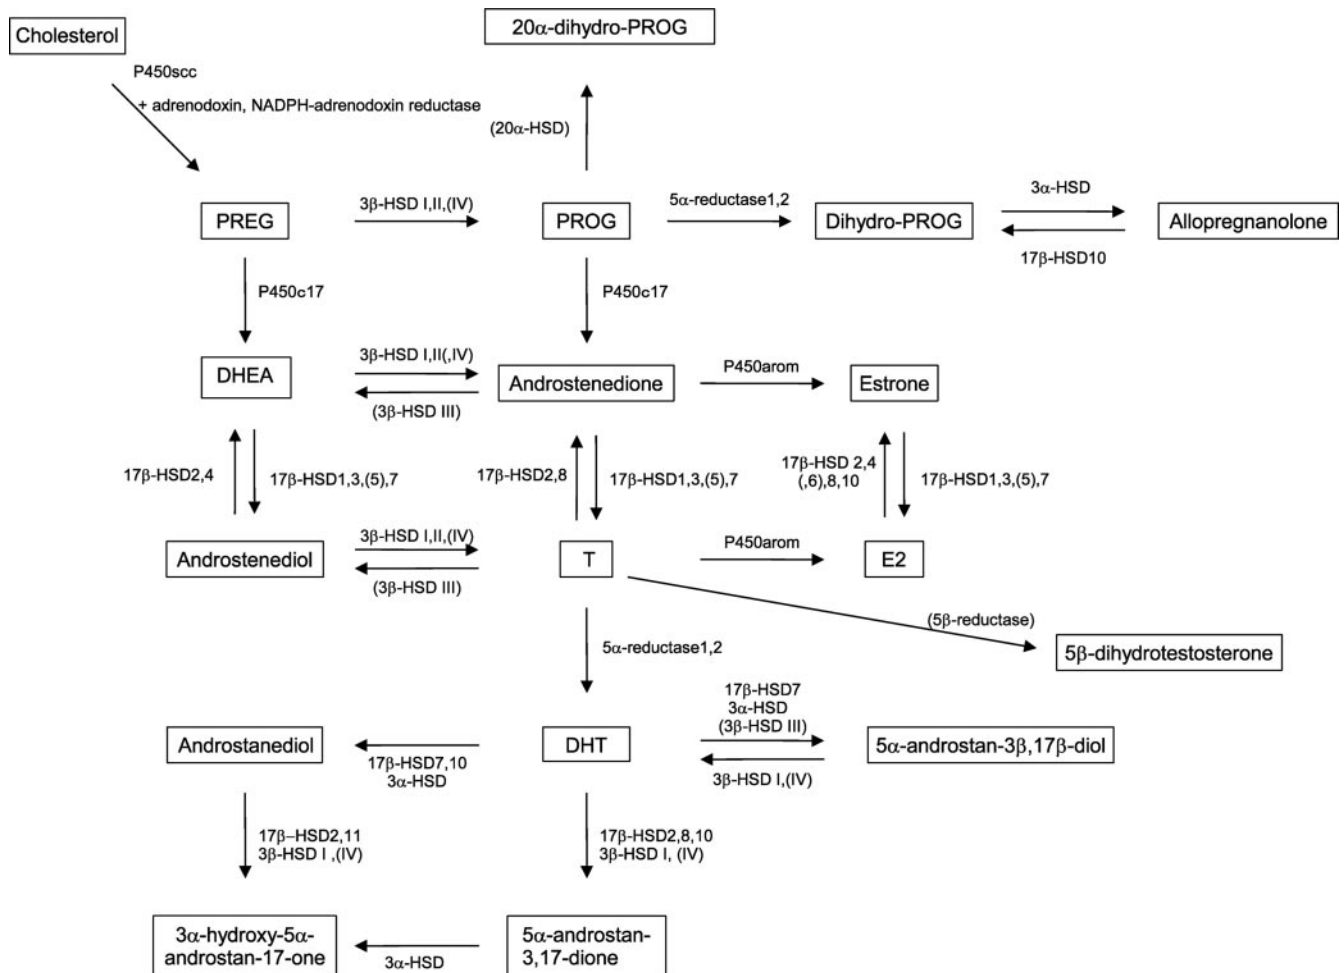 20α-dihydro-PROG
Cholesterol
P450scc
+ adrenodoxin, NADPH-adrenodoxin reductase
(20α-HSD)
3α-HSD
3β-HSD I,II,(IV)
5α-reductase1,2
PREG
PROG
Dihydro-PROG
Allopregnanolone
17β-HSD10
P450c17
P450c17
3β-HSD I,II(,IV)
P450arom
DHEA
Androstenedione
Estrone
(3β-HSD III)
17β-HSD2,4
17β-HSD1,3,(5),7
17β-HSD2,8
17β-HSD1,3,(5),7
17β-HSD 2,4
(,6),8,10
17β-HSD1,3,(5),7
3β-HSD I,II,(IV)
P450arom
Androstenediol
T
E2
(3β-HSD III)
(5β-reductase)
5α-reductase1,2
5β-dihydrotestosterone
17β-HSD7
3α-HSD
(3β-HSD III)
Androstanediol
DHT
5α-androstan-3β,17β-diol
17β-HSD7,10
3α-HSD
3β-HSD I,(IV)
17β–HSD2,11
3β-HSD I ,(IV)
17β-HSD2,8,10
3β-HSD I, (IV)
3α-hydroxy-5α-
androstan-17-one
5α-androstan-
3,17-dione
3α-HSD